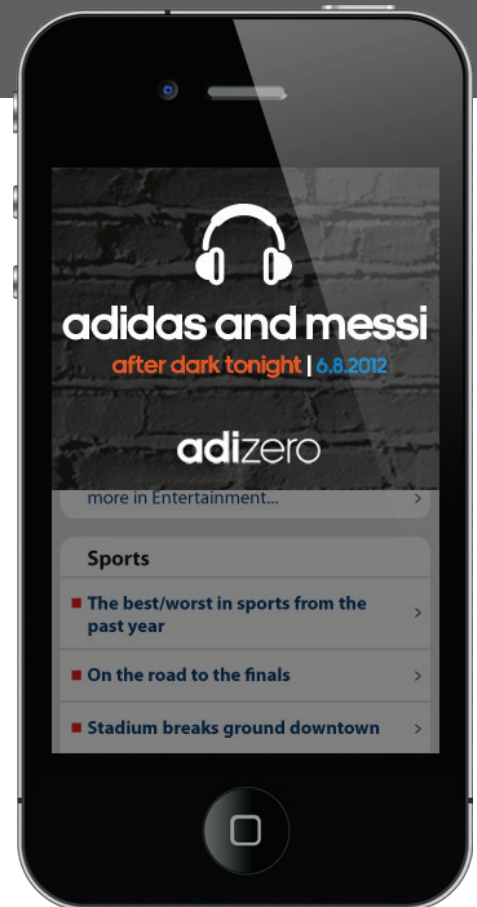 adidas and messi
after dark tonight | 6.8.2012
adizero
more in Entertainment...
Sports
The best/worst in sports from the
past year
On the road to the finals
Stadium breaks ground downtown